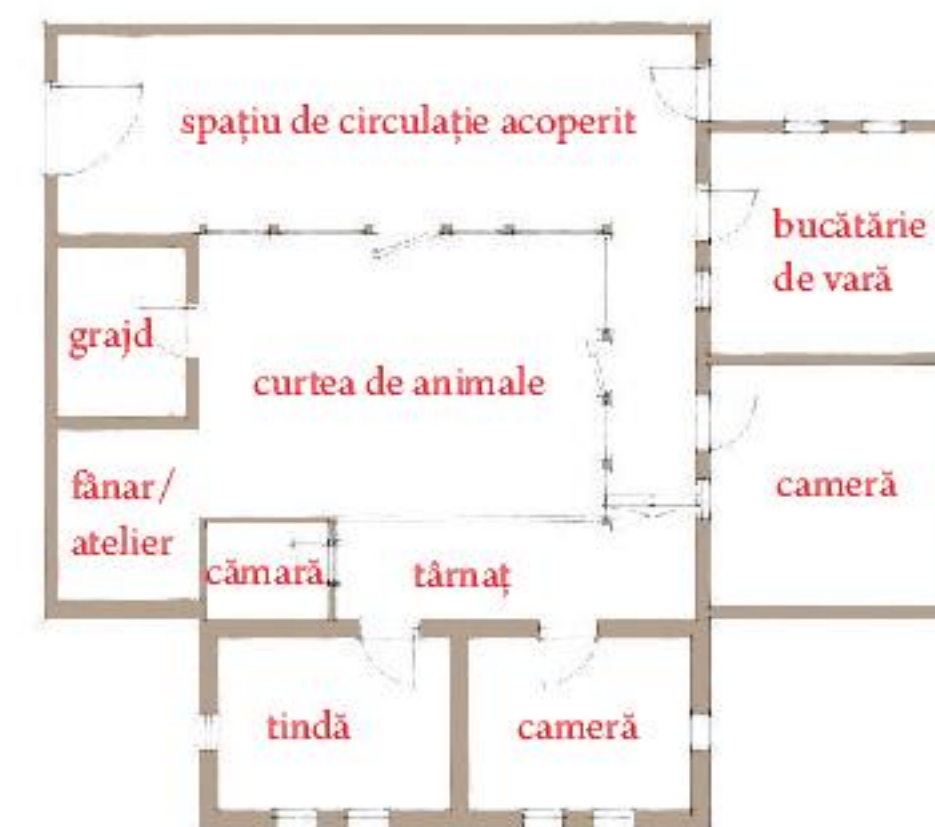 spațiu de circulație acoperit
bucătărie
de vară
grajd
curtea de animale
fânar/
atelier
cameră
cămară
târnaț
tindă
cameră